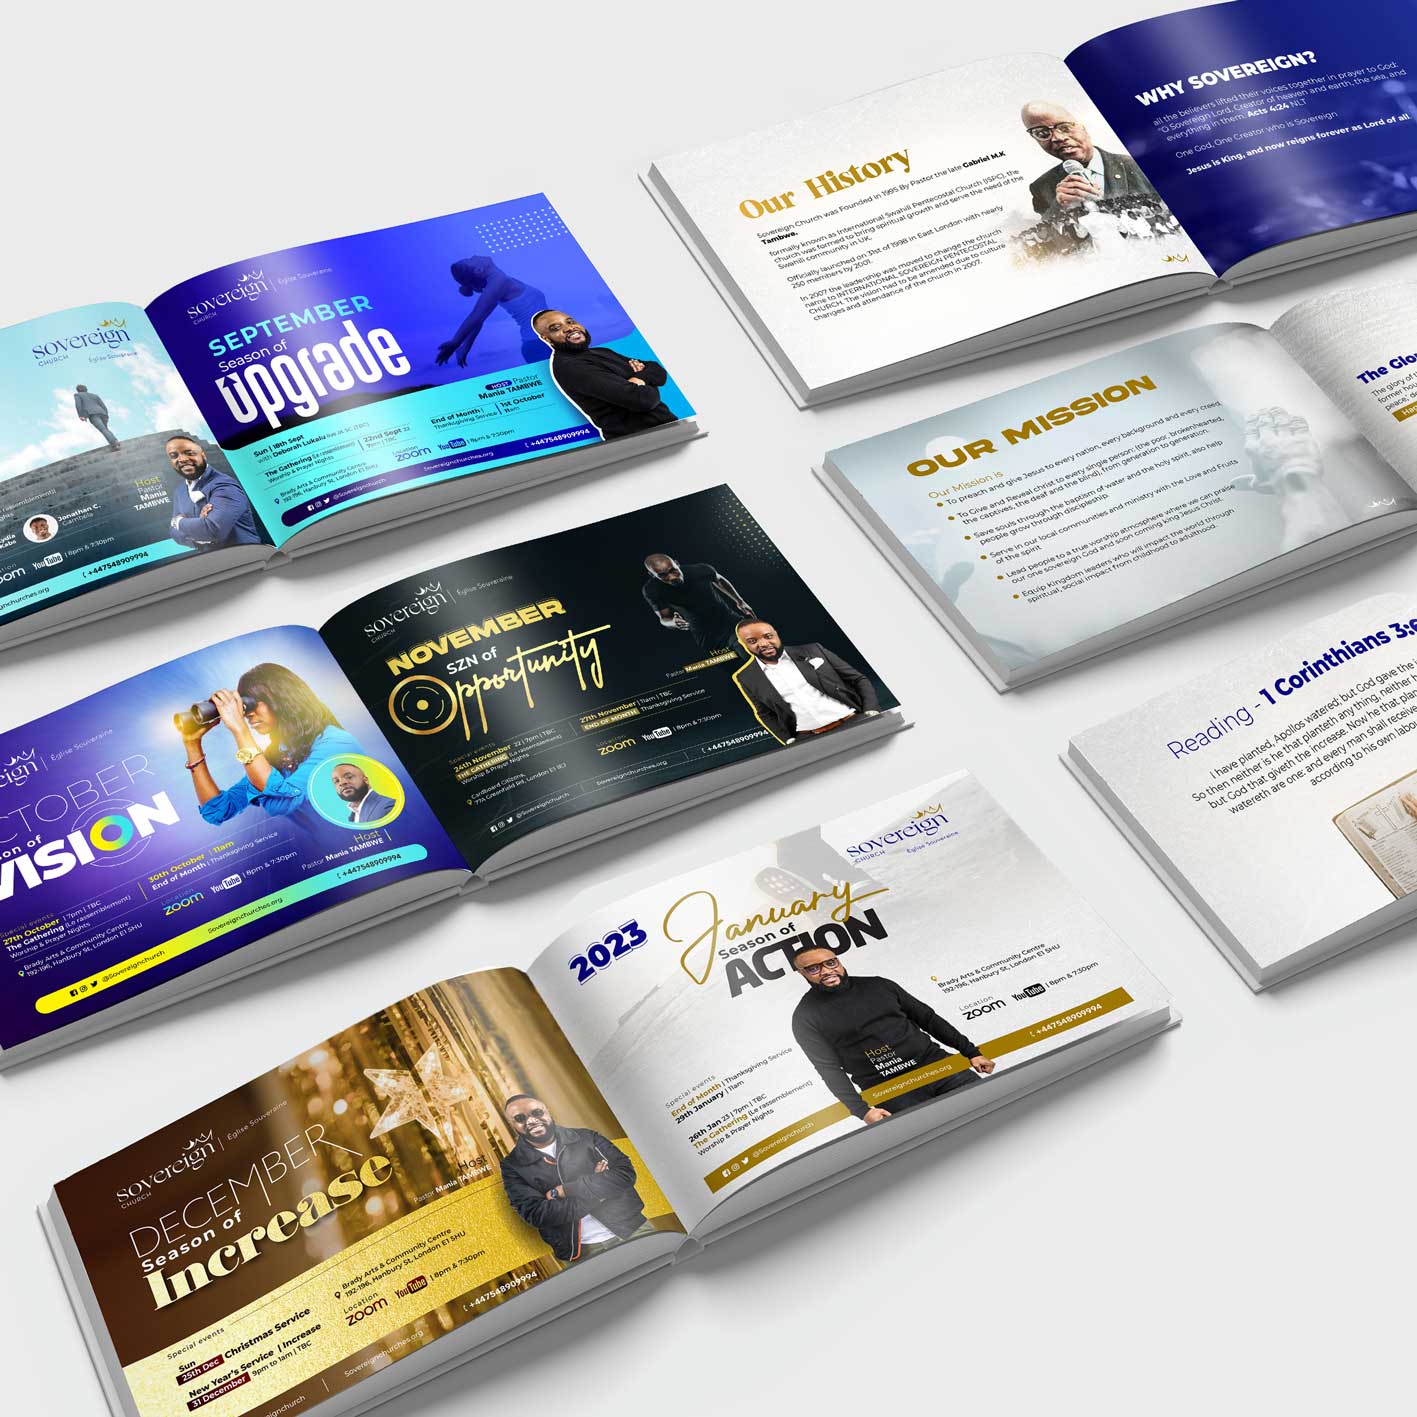 sovereign
CHURCH
Église Souveraine
Host
Pastor
Mania
TAMBWE
Jonathan C.
Gambela
YouTube | 8pm & 7:30pm
+447548909994
sovereign
CHURCH
Église Souveraine
SEPTEMBER
Season of
Upgrade
HOST Pastor
Mania TAMBWE
Sun | 18th Sept
with Deborah Lukalu live at SC (TBC)
The Gathering (Le rassemblement)
Worship & Prayer Nights
22nd Sept 22
7pm | TBC
End of Month |
Thanksgiving Service
1st October
11am
Brady Arts & Community Centre
192-196, Hanbury St, London E1 5HU
Location
zoom
YouTube | 8pm & 7:30pm
@Sovereignchurch
Sovereignchurches.org
+447548909994
Our History
Sovereign Church was Founded in 1995 By Pastor the late Gabriel M.K
Tambwe.
formally known as International Swahili Pentecostal Church (ISPC), the
church was formed to bring spiritual growth and serve the need of the
Swahili community in UK.
Officially launched on 31st of 1998 in East London with nearly
250 members by 2001.
In 2007 the leadership was moved to change the church
name to INTERNATIONAL SOVEREIGN PENTECOSTAL
CHURCH. The vision had to be amended due to culture
changes and attendance of the church in 2007.
WHY SOVEREIGN?
all the believers lifted their voices together in prayer to God:
"O Sovereign Lord, Creator of heaven and earth, the sea, and
everything in them. Acts 4:24 NLT
One God, One Creator who is Sovereign
Jesus is King, and now reigns forever as Lord of all.
OUR MISSION
Our Mission is
To preach and give Jesus to every nation, every background and every creed.
To Give and Reveal christ to every single person; (the poor, brokenhearted,
the captives, the deaf and the blind), from generation to generation.
Save souls through the baptism of water and the holy spirit, also help
people grow through discipleship.
Serve in our local communities and ministry with the Love and Fruits
of the spirit.
Lead people to a true worship atmosphere where we can praise
our one sovereign God and soon coming king Jesus Christ.
Equip Kingdom leaders who will impact the world through
spiritual, social impact from childhood to adulthood.
The glory of
former
peace,
Église Souveraine
Season of
VISION
Special events
27th October | 7pm | TBC
The Gathering (Le rassemblement)
Worship & Prayer Nights
30th October | 11am
End of Month | Thanksgiving Service
Brady Arts & Community Centre
192-196, Hanbury St, London E1 5HU
Location
zoom
YouTube | 8pm & 7:30pm
Host |
Pastor Mania TAMBWE
@Sovereignchurch
Sovereignchurches.org
+447548909994
sovereign
CHURCH
Église Souveraine
NOVEMBER
SZN of
Opportunity
Host
Pastor Mania TAMBWE
Special events
24th November 22 | 7pm | TBC
THE GATHERING (Le rassemblement)
Worship & Prayer Nights
27th November | 11am | TBC
END OF MONTH Thanksgiving Service
Cardboard Citizens,
77A Greenfield Rd, London E1 1EJ
Location
zoom
YouTube | 8pm & 7:30pm
@Sovereignchurch
Sovereignchurches.org
+447548909994
Reading - 1 Corinthians 3:6
I have planted, Apollos watered; but God gave the
So then neither is he that planteth any thing, neither
but God that giveth the increase. Now he that
watereth are one: and every man shall receive
according to his own
sovereign
CHURCH
Église Souveraine
DECEMBER
Season of
Increase
Host
Pastor Mania TAMBWE
Special events
Sun
25th Dec Christmas Service
New Year's Service | Increase
31 December 9pm to 1am | TBC
Brady Arts & Community Centre
192-196, Hanbury St, London E1 5HU
Location
zoom
YouTube | 8pm & 7:30pm
Sovereignchurches.org
+447548909994
sovereign
CHURCH
Église Souveraine
2023
January
Season of
ACTION
Host
Pastor
Mania
TAMBWE
Special events
End of Month | Thanksgiving Service
29th January | 11am
26th Jan 23 | 7pm | TBC
The Gathering (Le rassemblement)
Worship & Prayer Nights
Brady Arts & Community Centre
192-196, Hanbury St, London E1 5HU
Location
zoom
YouTube | 8pm & 7:30pm
@Sovereignchurch
Sovereignchurches.org
+447548909994